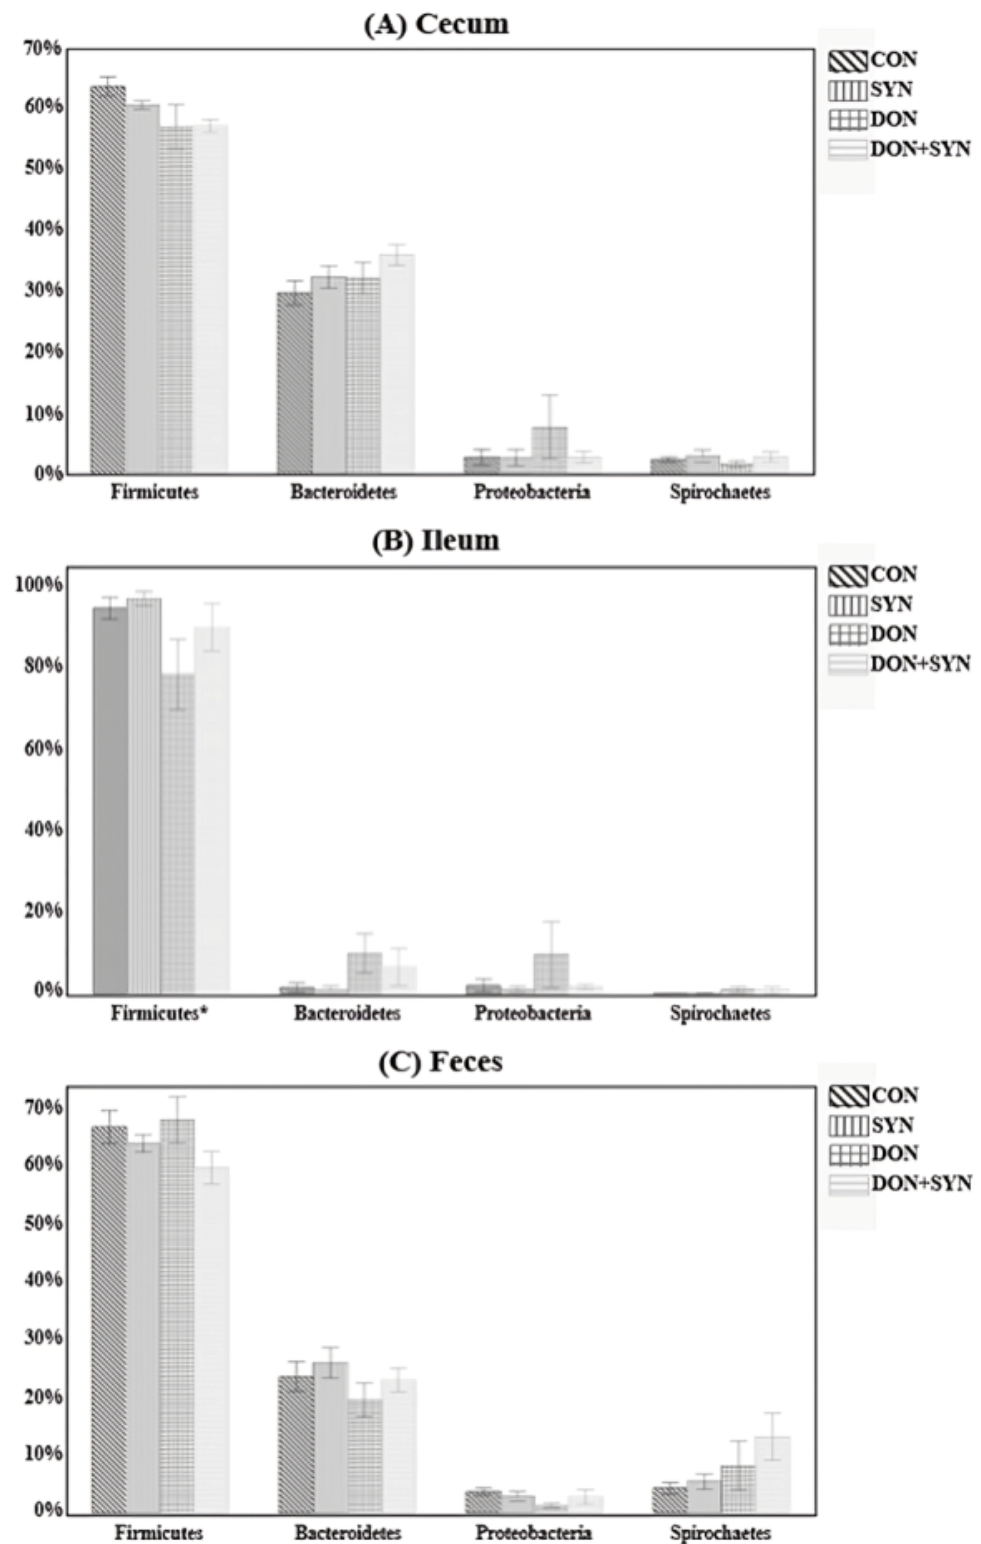 (A) Cecum
70%
60%
50%
40%
30%
20%
10%
0%
Firmicutes Bacteroidetes Proteobacteria Spirochaetes
CON
SYN
DON
DON+SYN
(B) Ileum
100%
80%
60%
40%
20%
0%
Firmicutes* Bacteroidetes Proteobacteria Spirochaetes
CON
SYN
DON
DON+SYN
(C) Feces
70%
60%
50%
40%
30%
20%
10%
0%
Firmicutes Bacteroidetes Proteobacteria Spirochaetes
CON
SYN
DON
DON+SYN